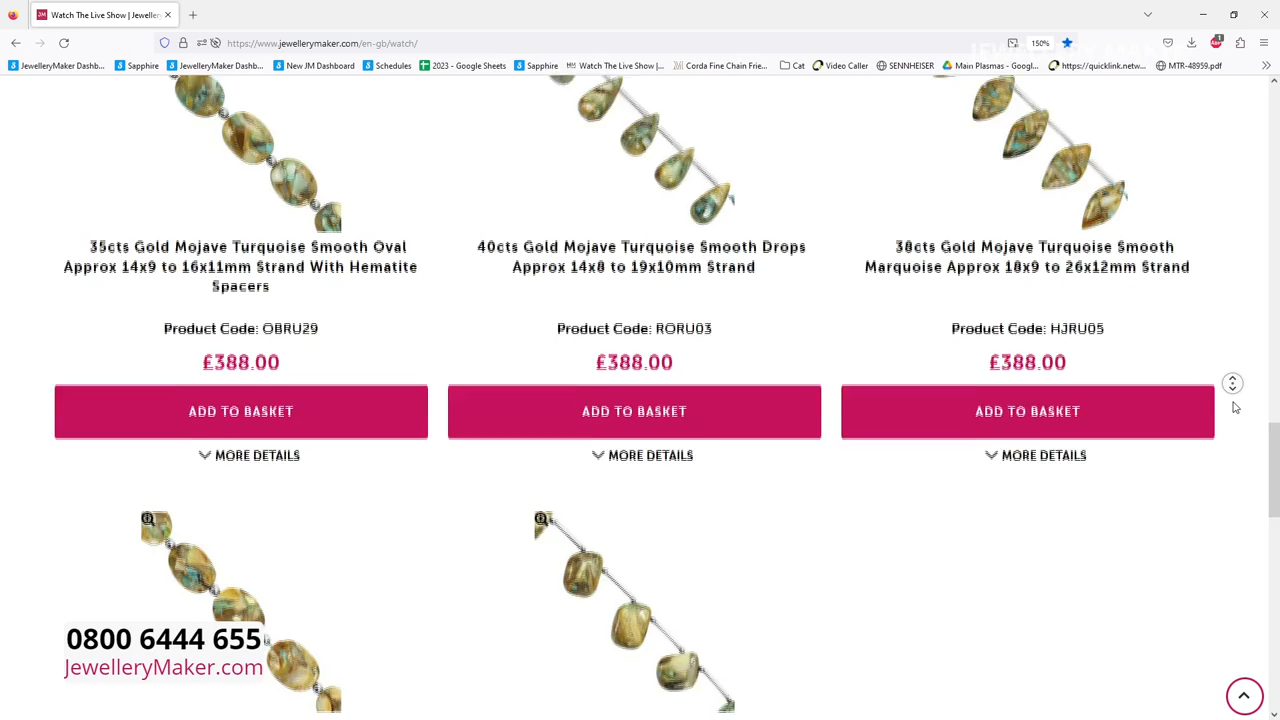 Watch The Live Show | Jeweller
https://www.jewellerymaker.com/en-gb/watch/
150%
JewelleryMaker Dashb...
Sapphire
JewelleryMaker Dashb...
New JM Dashboard
Schedules
2023 - Google Sheets
Sapphire
Watch The Live Show |...
Corda Fine Chain Frie...
Cat
Video Caller
SENNHEISER
Main Plasmas - Googl...
https://quicklink.netw...
MTR-48959.pdf
35cts Gold Mojave Turquoise Smooth Oval
Approx 14x9 to 16x11mm Strand With Hematite
Spacers
Product Code: OBRU29
£388.00
ADD TO BASKET
MORE DETAILS
40cts Gold Mojave Turquoise Smooth Drops
Approx 14x8 to 19x10mm Strand
Product Code: RORU03
£388.00
ADD TO BASKET
MORE DETAILS
38cts Gold Mojave Turquoise Smooth
Marquoise Approx 18x9 to 26x12mm Strand
Product Code: HJRU05
£388.00
ADD TO BASKET
MORE DETAILS
0800 6444 655
JewelleryMaker.com